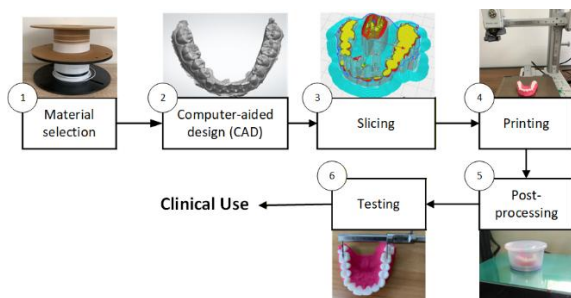 1
Material
selection
2
Computer-aided
design (CAD)
3
Slicing
4
Printing
5
Post-
processing
6
Testing
Clinical Use